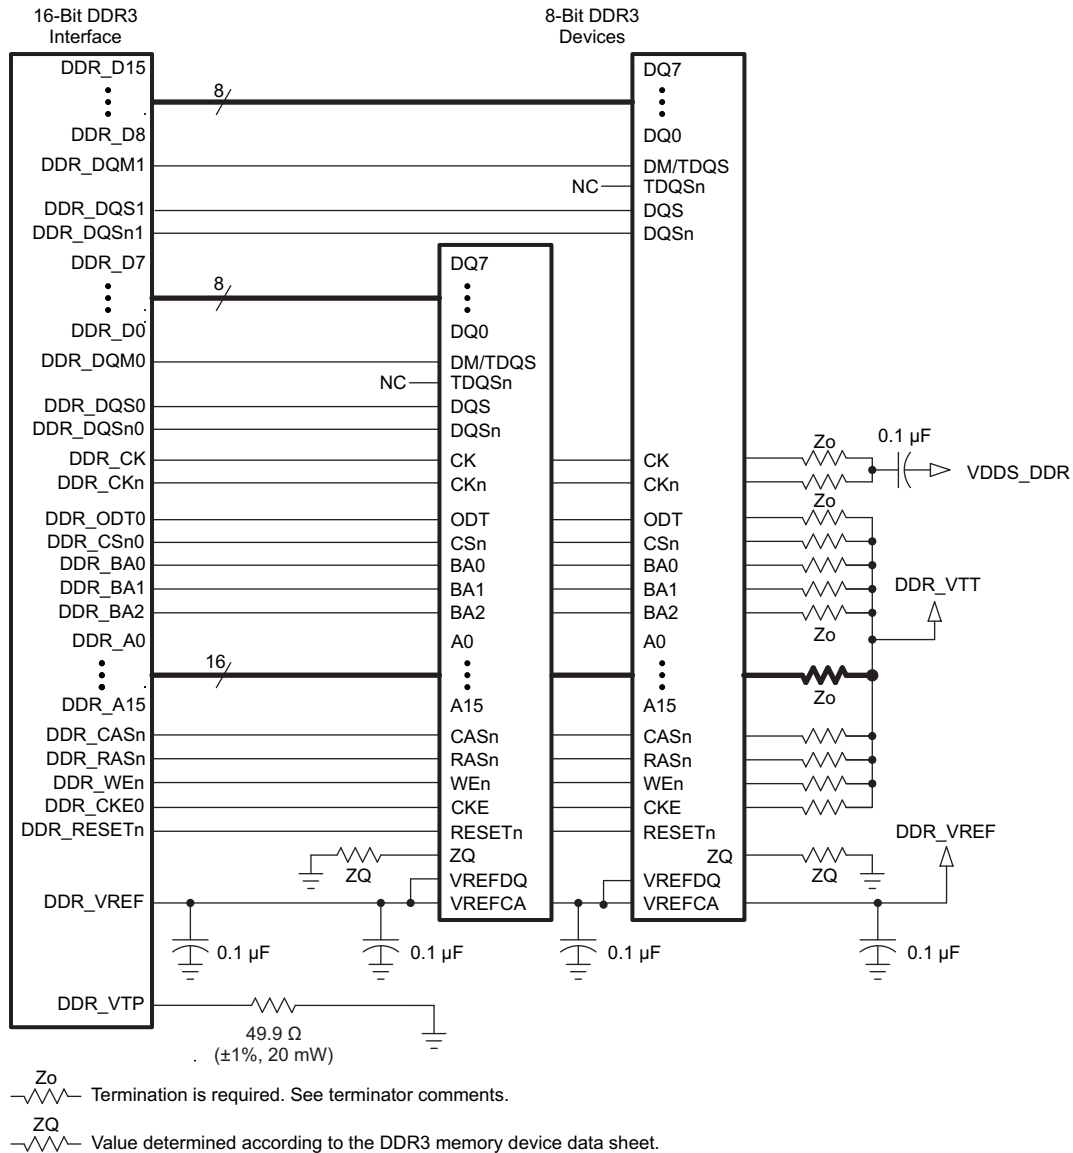 16-Bit DDR3
Interface
8-Bit DDR3
Devices
DDR_D15
8
DQ7
DDR_D8
DQ0
DDR_DQM1
DM/TDQS
NC
TDQSn
DDR_DQS1
DQS
DDR_DQSn1
DQSn
DDR_D7
8
DQ7
DDR_D0
DQ0
DDR_DQM0
DM/TDQS
NC
TDQSn
DDR_DQS0
DQS
DDR_DQSn0
DQSn
DDR_CK
CK
CK
Zo
0.1 µF
DDR_CKn
CKn
CKn
Zo
VDDS_DDR
DDR_ODT0
ODT
ODT
DDR_CSn0
CSn
CSn
DDR_BA0
BA0
BA0
DDR_BA1
BA1
BA1
DDR_VTT
DDR_BA2
BA2
BA2
Zo
DDR_A0
A0
A0
16
DDR_A15
A15
A15
Zo
DDR_CASn
CASn
CASn
DDR_RASn
RASn
RASn
DDR_WEn
WEn
WEn
DDR_CKE0
CKE
CKE
DDR_RESETn
RESETn
RESETn
DDR_VREF
ZQ
ZQ
ZQ
ZQ
VREFDQ
VREFDQ
DDR_VREF
VREFCA
VREFCA
0.1 µF
0.1 µF
0.1 µF
0.1 µF
DDR_VTP
49.9 Ω
(±1%, 20 mW)
Zo
Termination is required. See terminator comments.
ZQ
Value determined according to the DDR3 memory device data sheet.